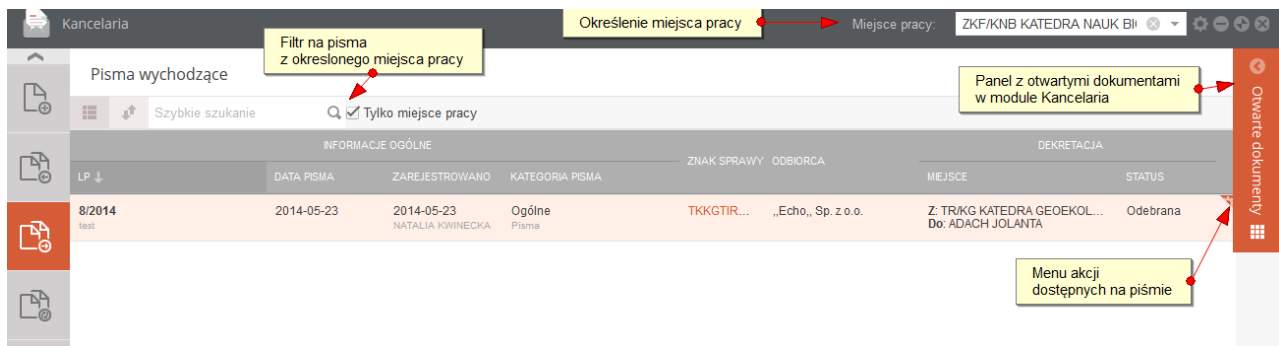 Kancelaria
Określenie miejsca pracy
Miejsce pracy:
ZKF/KNB KATEDRA NAUK BI
Filtr na pisma
z okreslonego miejsca pracy
Pisma wychodzące
Panel z otwartymi dokumentami
w module Kancelaria
Otwarte dokumenty
Szybkie szukanie
Tylko miejsce pracy
INFORMACJE OGÓLNE
ZNAK SPRAWY
ODBIORCA
DEKRETACJA
LP
DATA PISMA
ZAREJESTROWANO
KATEGORIA PISMA
MIEJSCE
STATUS
8/2014
2014-05-23
2014-05-23
Ogólne
TKKGTIR...
,,Echo,, Sp. z o.o.
Z: TR/KG KATEDRA GEOEKOL...
Odebrana
test
NATALIA KWINECKA
Pisma
Do: ADACH JOLANTA
Menu akcji
dostępnych na piśmie